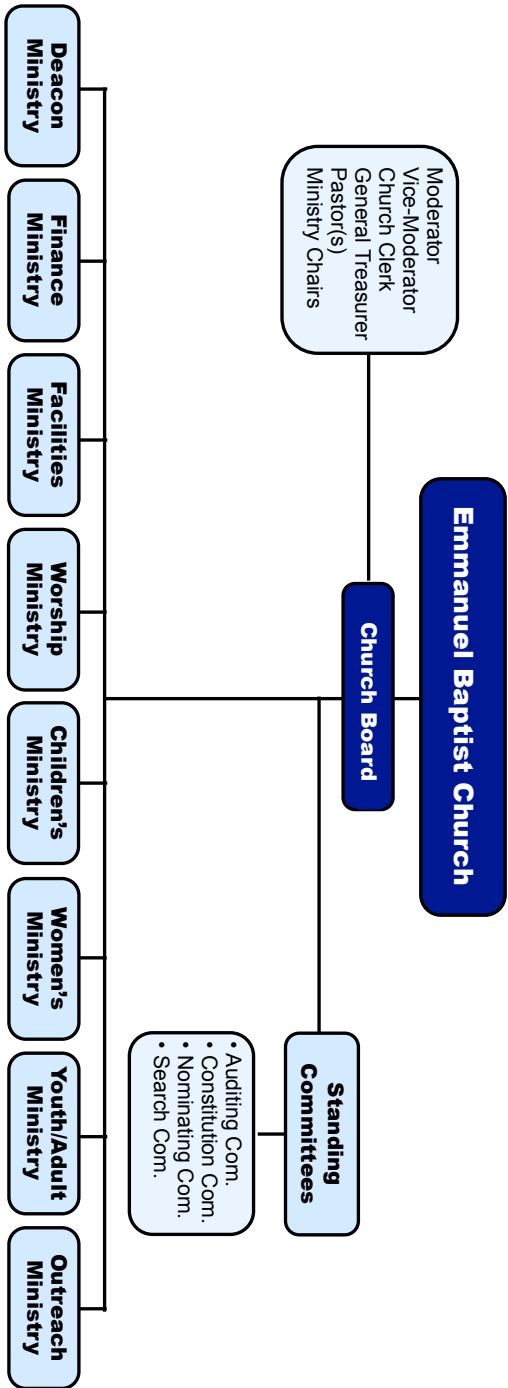 Emmanuel Baptist Church
Church Board
Moderator
Vice-Moderator
Church Clerk
General Treasurer
Pastor(s)
Ministry Chairs
Standing
Committees
• Auditing Com.
• Constitution Com.
• Nominating Com.
• Search Com.
Deacon
Ministry
Finance
Ministry
Facilities
Ministry
Worship
Ministry
Children's
Ministry
Women's
Ministry
Youth/Adult
Ministry
Outreach
Ministry